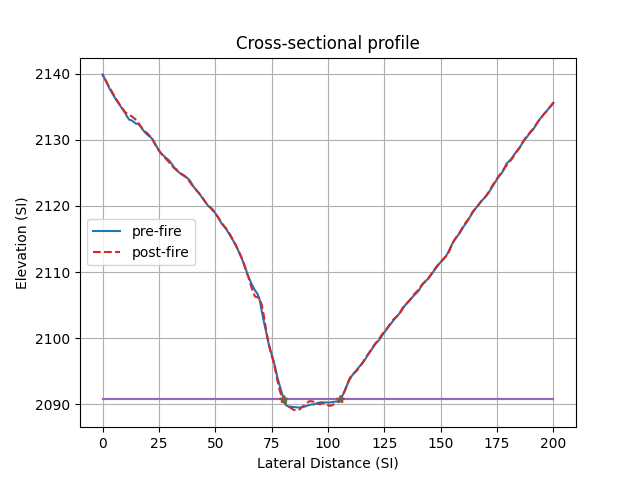 Cross-sectional profile
Elevation (SI)
2140
2130
2120
2110
2100
2090
pre-fire
post-fire
0 25 50 75 100 125 150 175 200
Lateral Distance (SI)